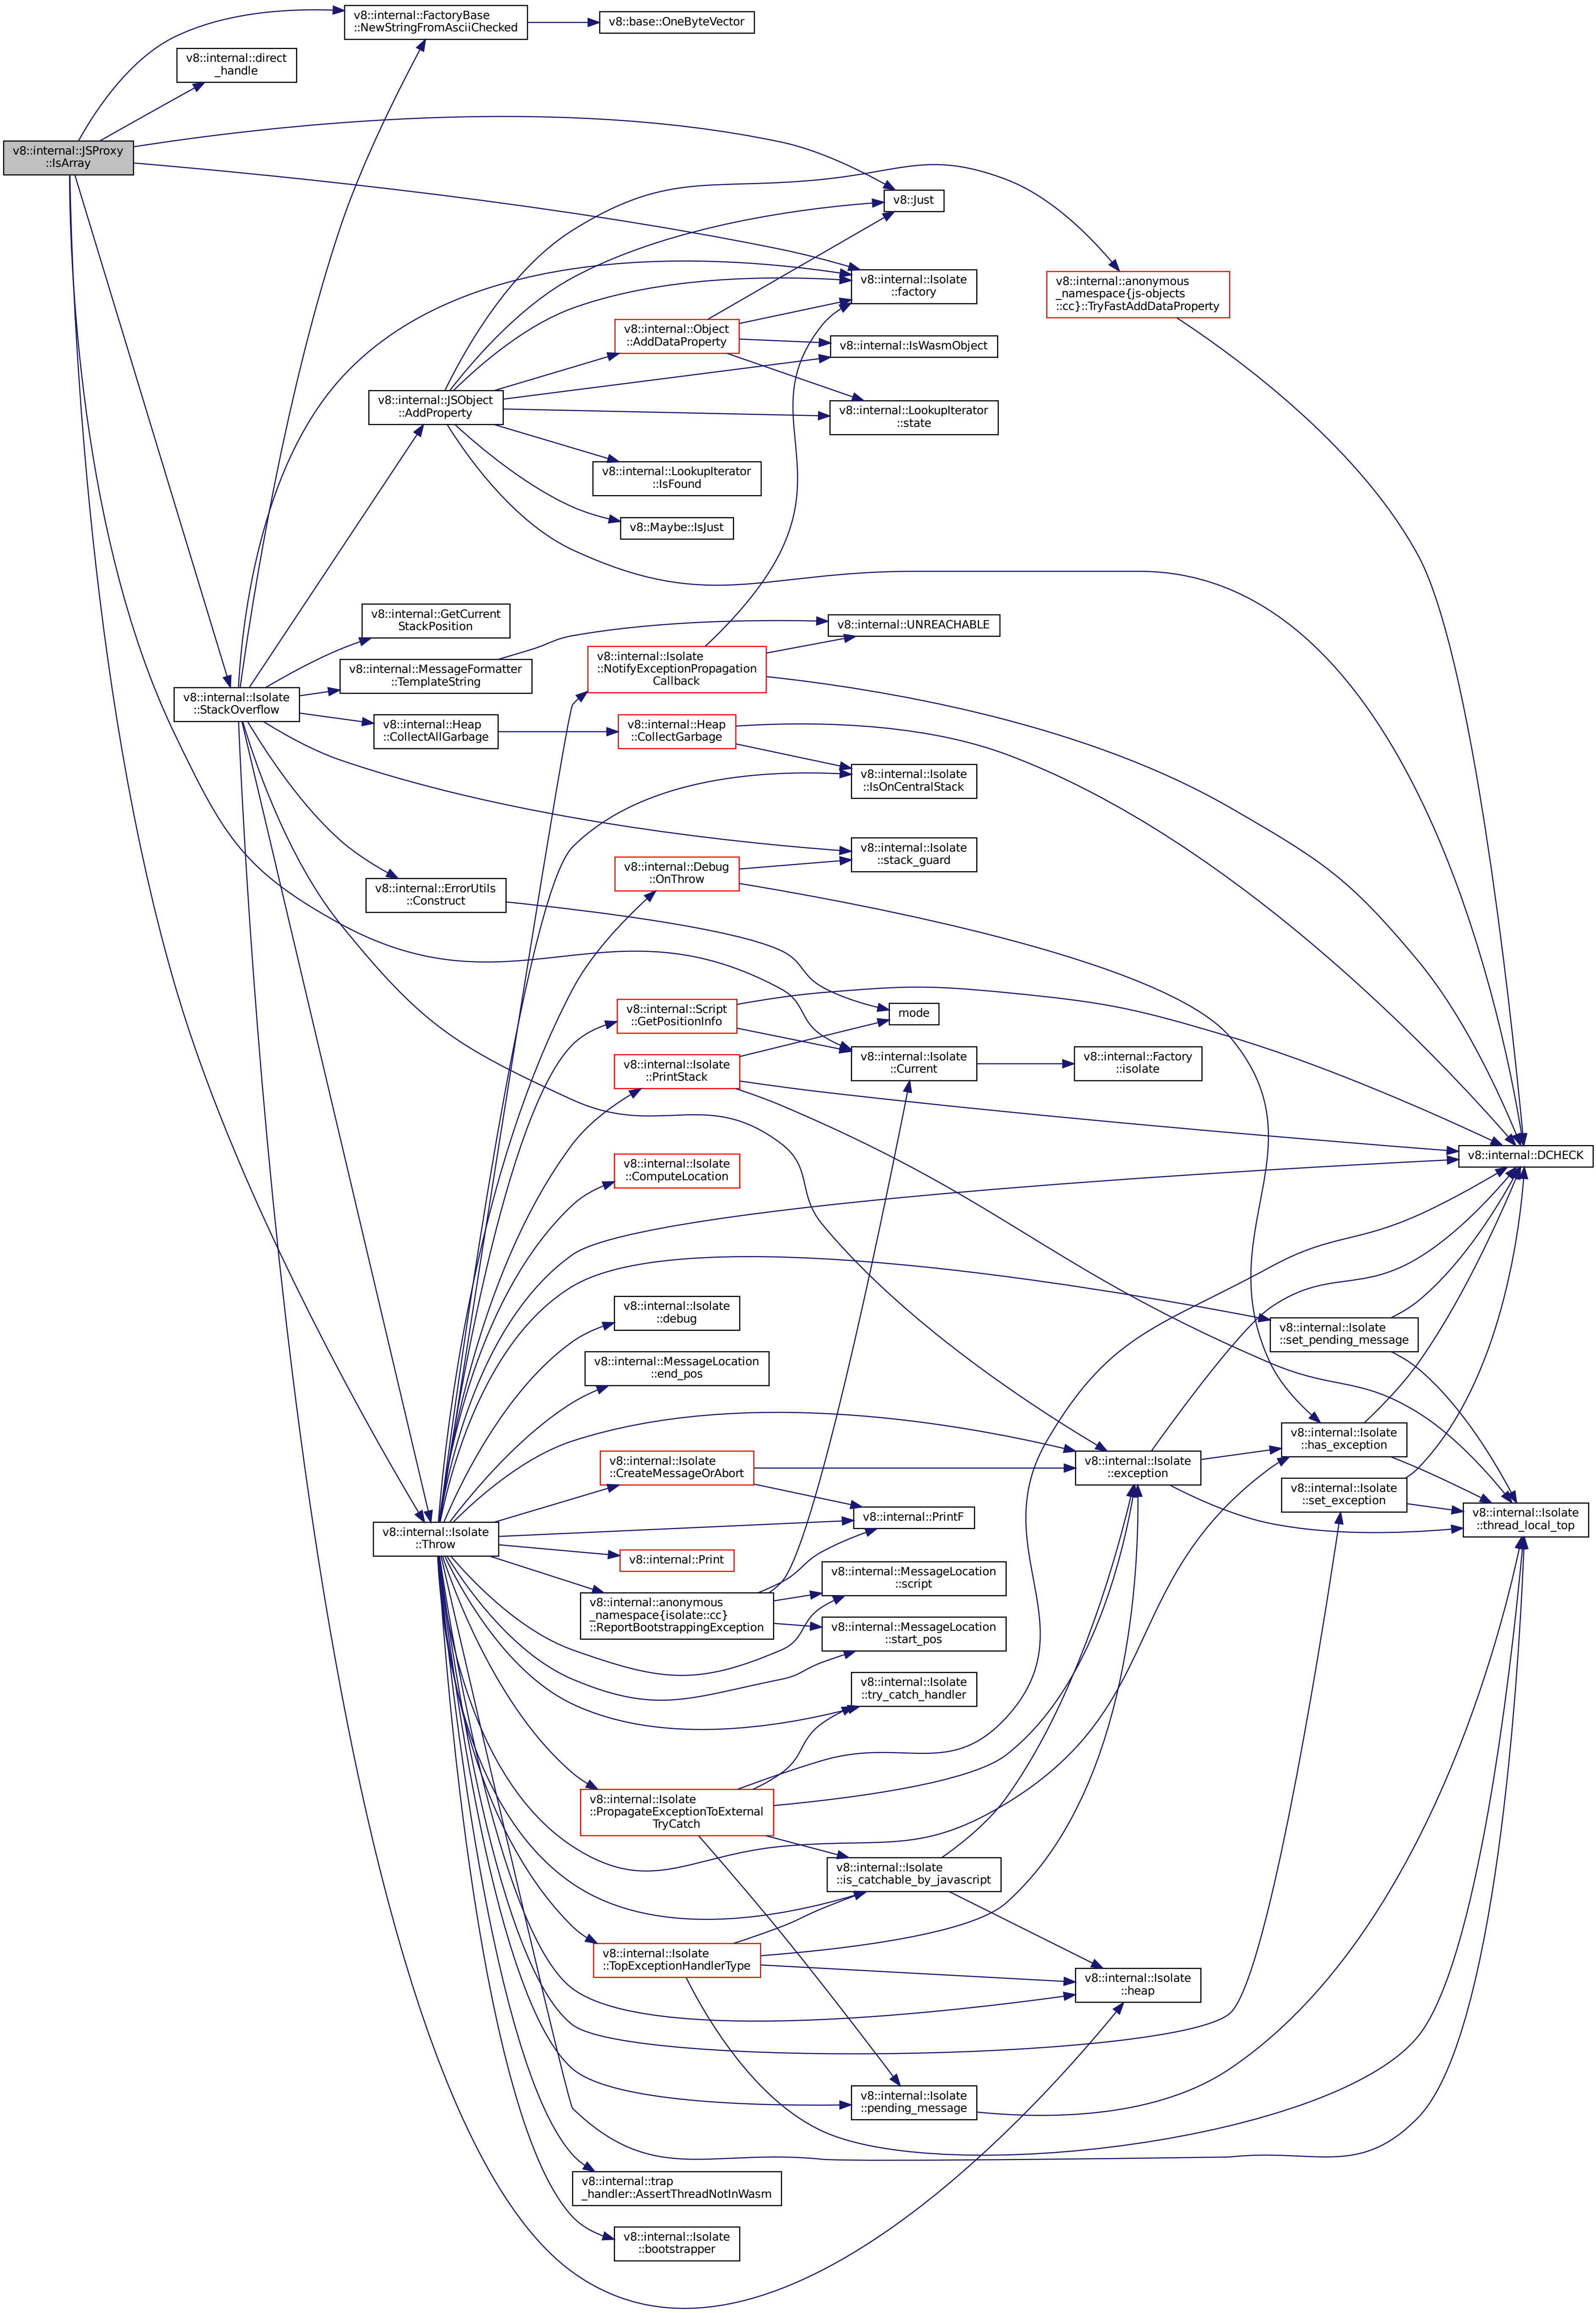 v8::internal::FactoryBase
::NewStringFromAsciiChecked
v8::base::OneByteVector
v8::internal::direct
_handle
v8::internal::JSProxy
::IsArray
v8::Just
v8::internal::Isolate
::factory
v8::internal::anonymous
_namespace{js-objects
::cc}::TryFastAddDataProperty
v8::internal::Object
::AddDataProperty
v8::internal::IsWasmObject
v8::internal::JSObject
::AddProperty
v8::internal::LookupIterator
::state
v8::internal::LookupIterator
::IsFound
v8::Maybe::IsJust
v8::internal::GetCurrent
StackPosition
v8::internal::UNREACHABLE
v8::internal::MessageFormatter
::TemplateString
v8::internal::Isolate
::NotifyExceptionPropagation
Callback
v8::internal::Isolate
::StackOverflow
v8::internal::Heap
::CollectAllGarbage
v8::internal::Heap
::CollectGarbage
v8::internal::Isolate
::IsOnCentralStack
v8::internal::Isolate
::stack_guard
v8::internal::Debug
::OnThrow
v8::internal::ErrorUtils
::Construct
v8::internal::Script
::GetPositionInfo
mode
v8::internal::Isolate
::PrintStack
v8::internal::Isolate
::Current
v8::internal::Factory
::isolate
v8::internal::DCHECK
v8::internal::Isolate
::ComputeLocation
v8::internal::Isolate
::debug
v8::internal::Isolate
::set_pending_message
v8::internal::MessageLocation
::end_pos
v8::internal::Isolate
::has_exception
v8::internal::Isolate
::CreateMessageOrAbort
v8::internal::Isolate
::exception
v8::internal::Isolate
::set_exception
v8::internal::PrintF
v8::internal::Isolate
::thread_local_top
v8::internal::Isolate
::Throw
v8::internal::Print
v8::internal::MessageLocation
::script
v8::internal::anonymous
_namespace{isolate::cc}
::ReportBootstrappingException
v8::internal::MessageLocation
::start_pos
v8::internal::Isolate
::try_catch_handler
v8::internal::Isolate
::PropagateExceptionToExternal
TryCatch
v8::internal::Isolate
::is_catchable_by_javascript
v8::internal::Isolate
::TopExceptionHandlerType
v8::internal::Isolate
::heap
v8::internal::Isolate
::pending_message
v8::internal::trap
_handler::AssertThreadNotInWasm
v8::internal::Isolate
::bootstrapper